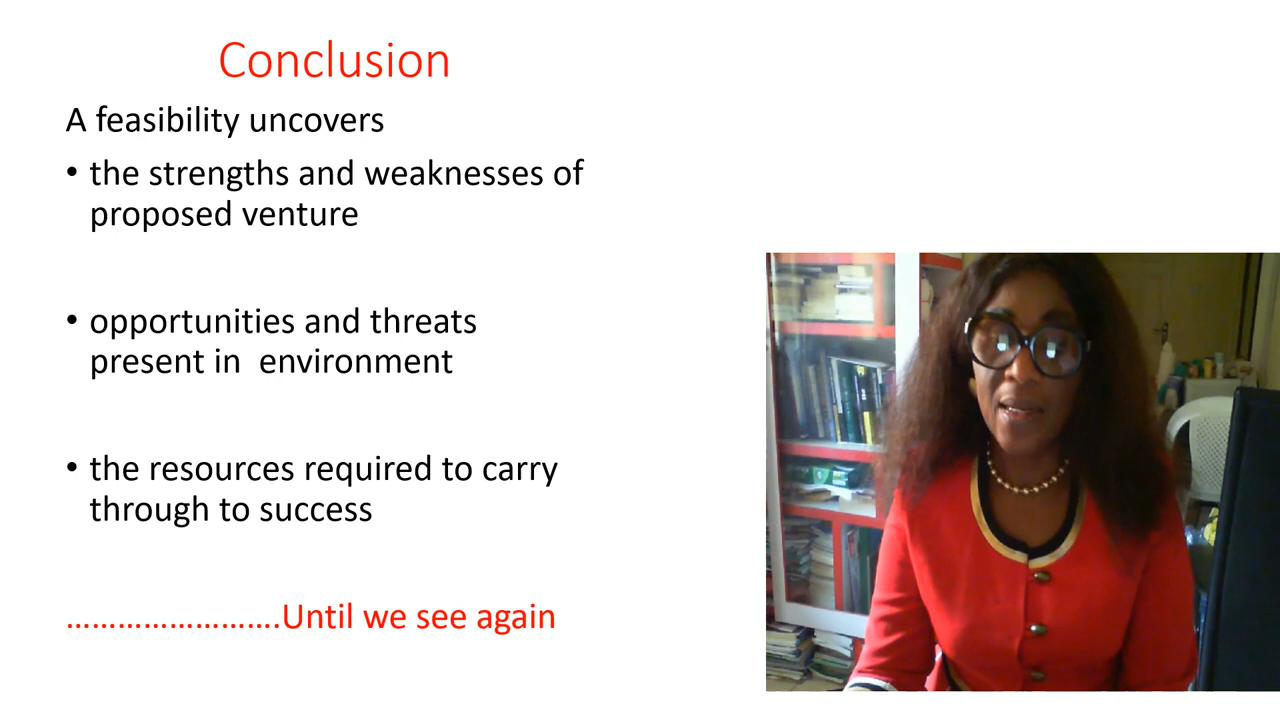 Conclusion
A feasibility uncovers
• the strengths and weaknesses of
proposed venture
• opportunities and threats
present in  environment
• the resources required to carry
through to success
…………………….Until we see again